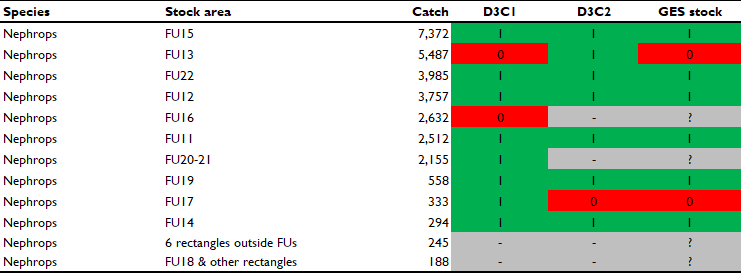 Species Stock area Catch D3C1 D3C2 GES stock
Nephrops FU15 7,372 1 1 1
Nephrops FU13 5,487 0 1 0
Nephrops FU22 3,985 1 1 1
Nephrops FU12 3,757 1 1 1
Nephrops FU16 2,632 0 - ?
Nephrops FU11 2,512 1 1 1
Nephrops FU20-21 2,155 1 - ?
Nephrops FU19 558 1 1 1
Nephrops FU17 333 1 0 0
Nephrops FU14 294 1 1 1
Nephrops 6 rectangles outside FUs 245 - - ?
Nephrops FU18 & other rectangles 188 - - ?